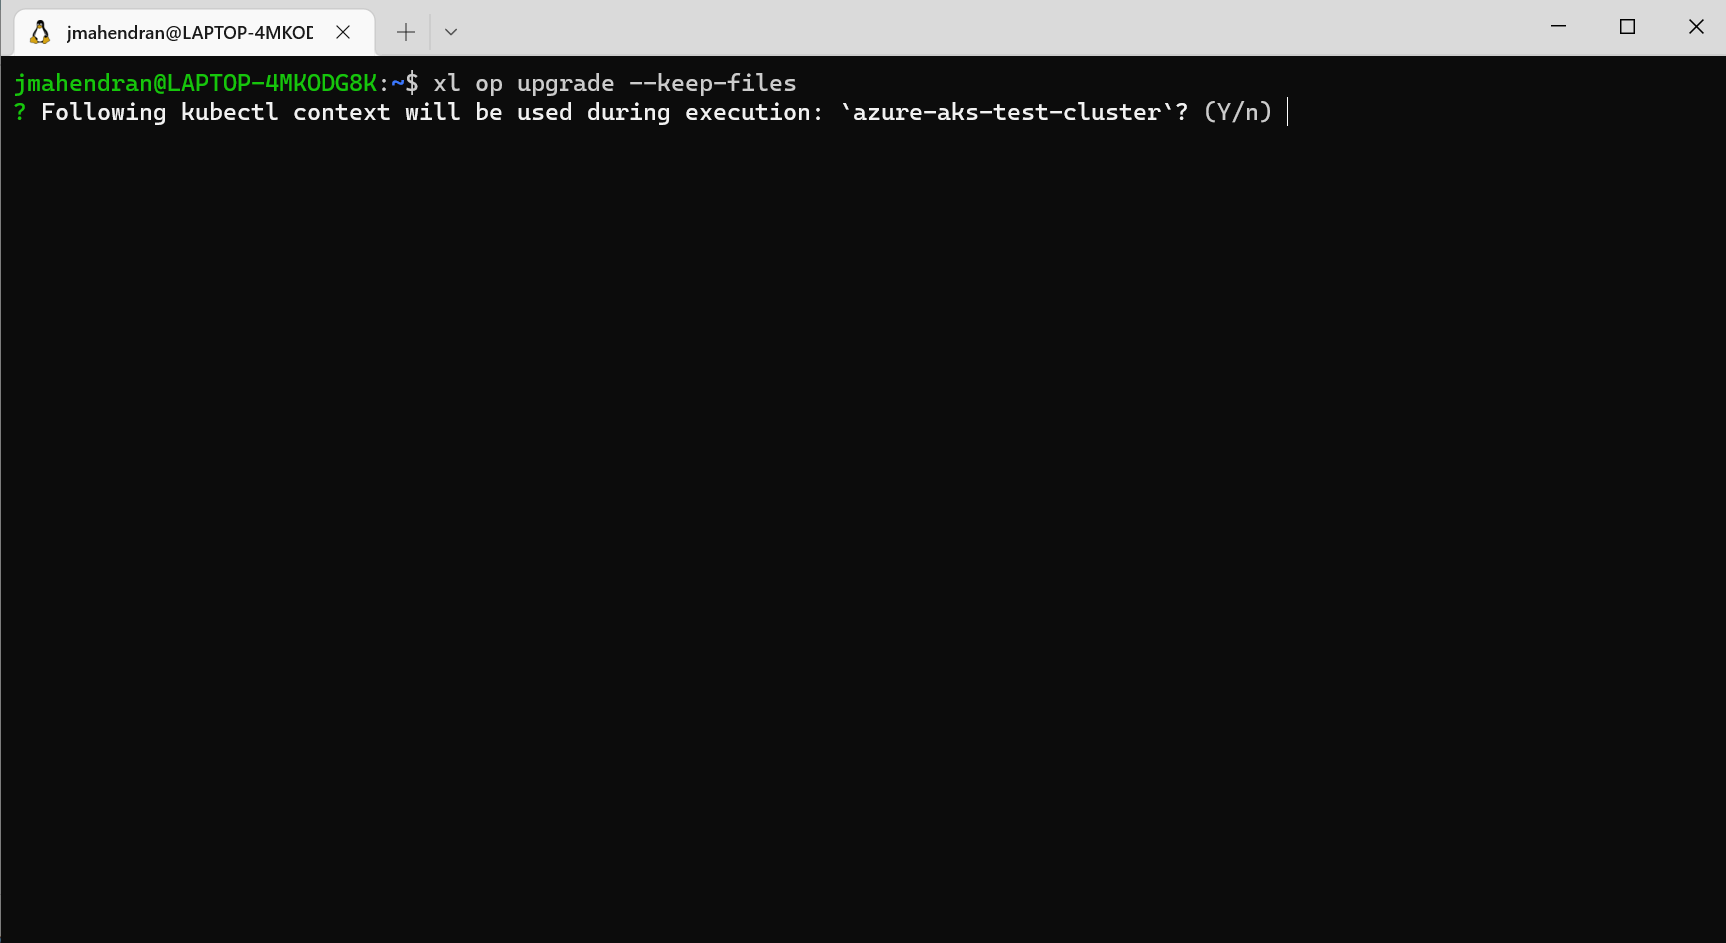 jmahendran@LAPTOP-4MKOD
jmahendran@LAPTOP-4MKODG8K:~$ xl op upgrade --keep-files
? Following kubectl context will be used during execution: `azure-aks-test-cluster`? (Y/n)